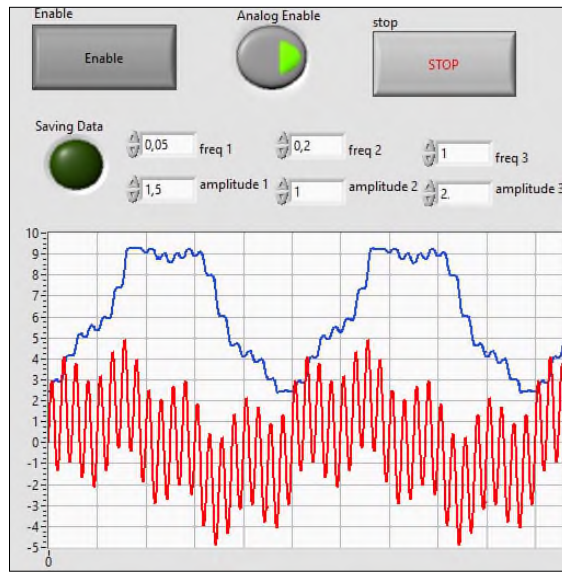 Enable
Analog Enable
stop
Enable
STOP
Saving Data
0,05 freq 1
0,2 freq 2
1 freq 3
1,5 amplitude 1
1 amplitude 2
2. amplitude 3
10
9
8
7
6
5
4
3
2
1
0
-1
-2
-3
-4
-5
0